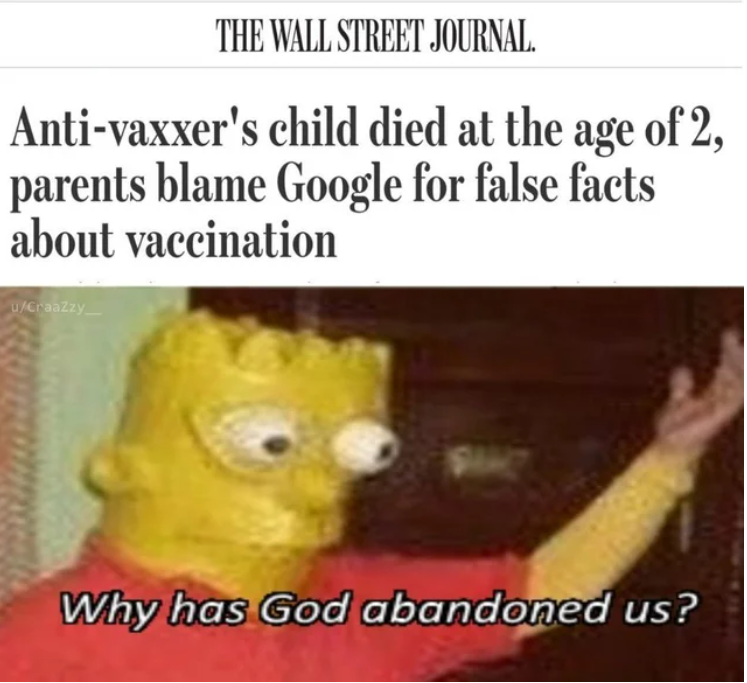 THE WALL STREET JOURNAL.
Anti-vaxxer's child died at the age of 2,
parents blame Google for false facts
about vaccination
u/CraaZzy__
Why has God abandoned us?